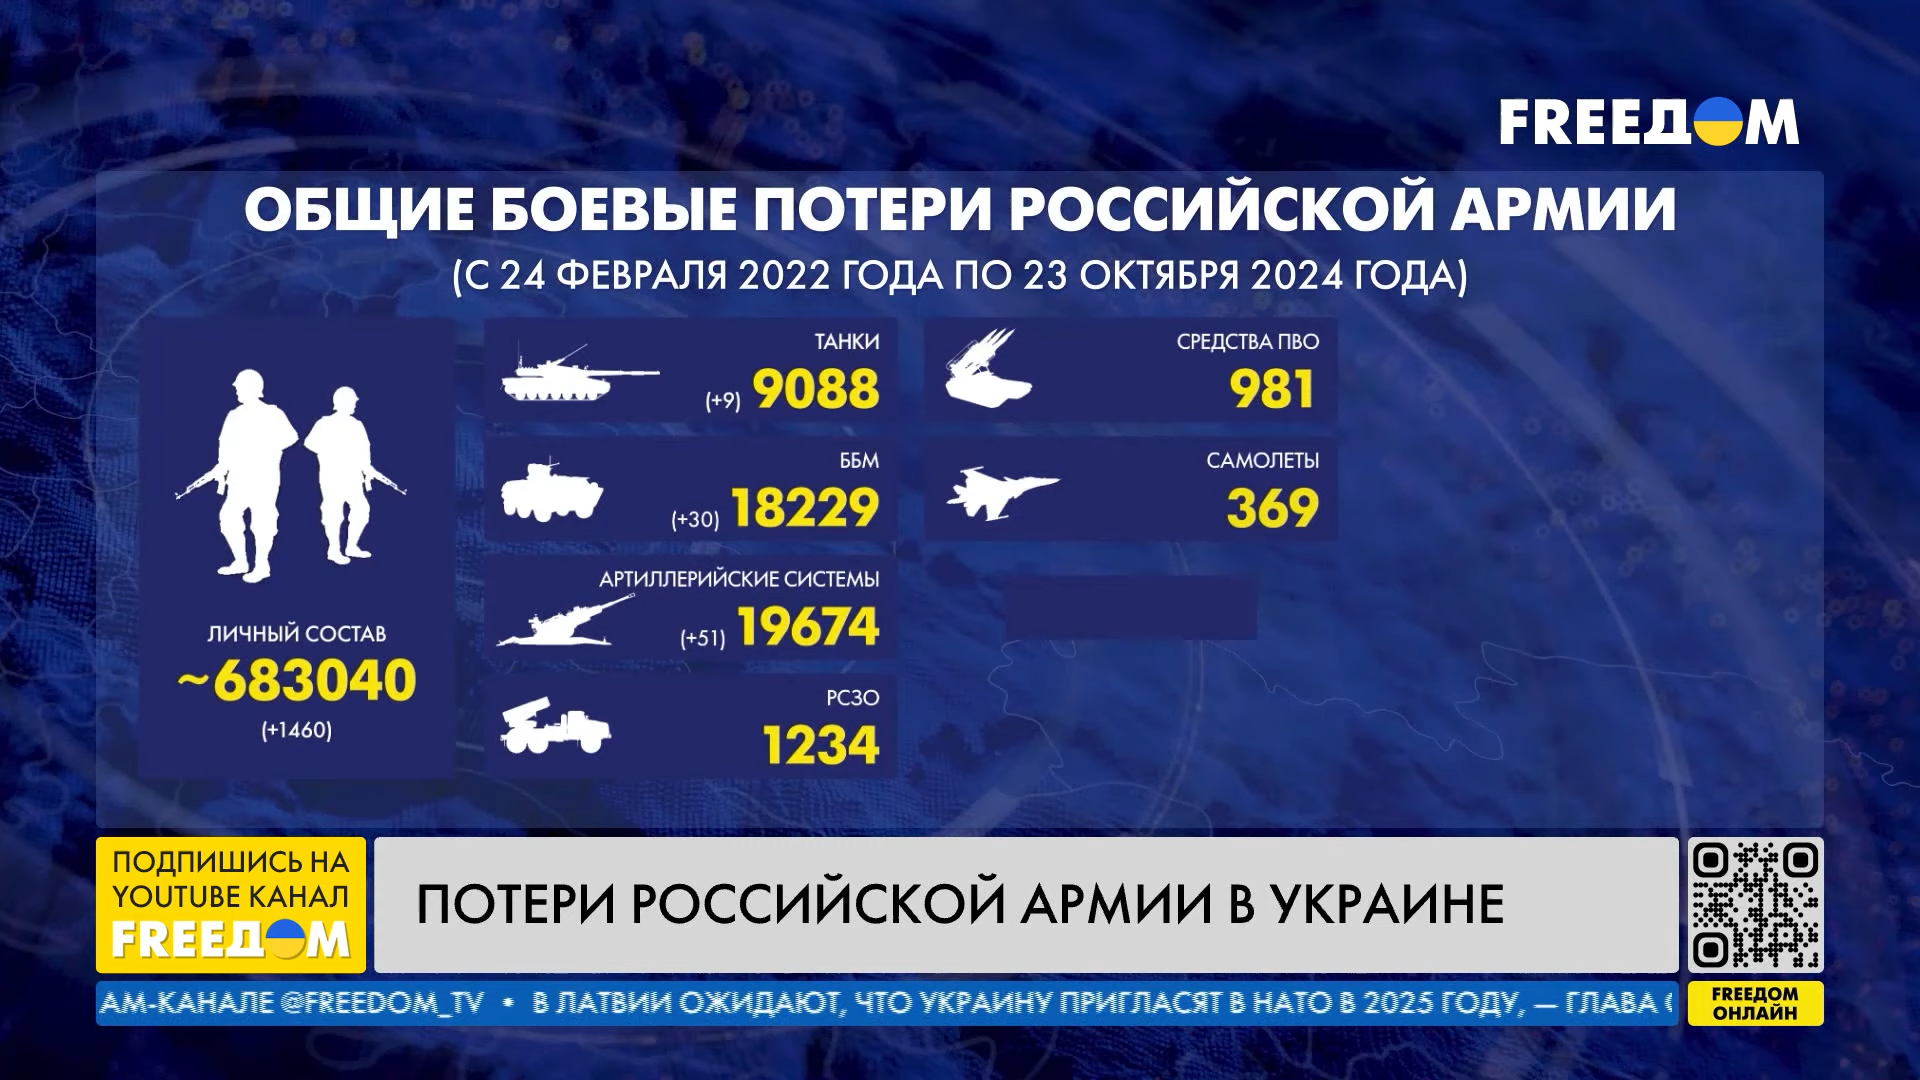 FREEДOM
ОБЩИЕ БОЕВЫЕ ПОТЕРИ РОССИЙСКОЙ АРМИИ
(С 24 ФЕВРАЛЯ 2022 ГОДА ПО 23 ОКТЯБРЯ 2024 ГОДА)
ЛИЧНЫЙ СОСТАВ
~683040
(+1460)
ТАНКИ
(+9) 9088
ББМ
(+30) 18229
АРТИЛЛЕРИЙСКИЕ СИСТЕМЫ
(+51) 19674
РСЗО
1234
СРЕДСТВА ПВО
981
САМОЛЕТЫ
369
ПОДПИШИСЬ НА
YOUTUBE КАНАЛ
FREEДOM
ПОТЕРИ РОССИЙСКОЙ АРМИИ В УКРАИНЕ
АМ-КАНАЛЕ @FREEDOM_TV • В ЛАТВИИ ОЖИДАЮТ, ЧТО УКРАИНУ ПРИГЛАСЯТ В НАТО В 2025 ГОДУ, — ГЛАВА
FREEДOM
ОНЛАЙН